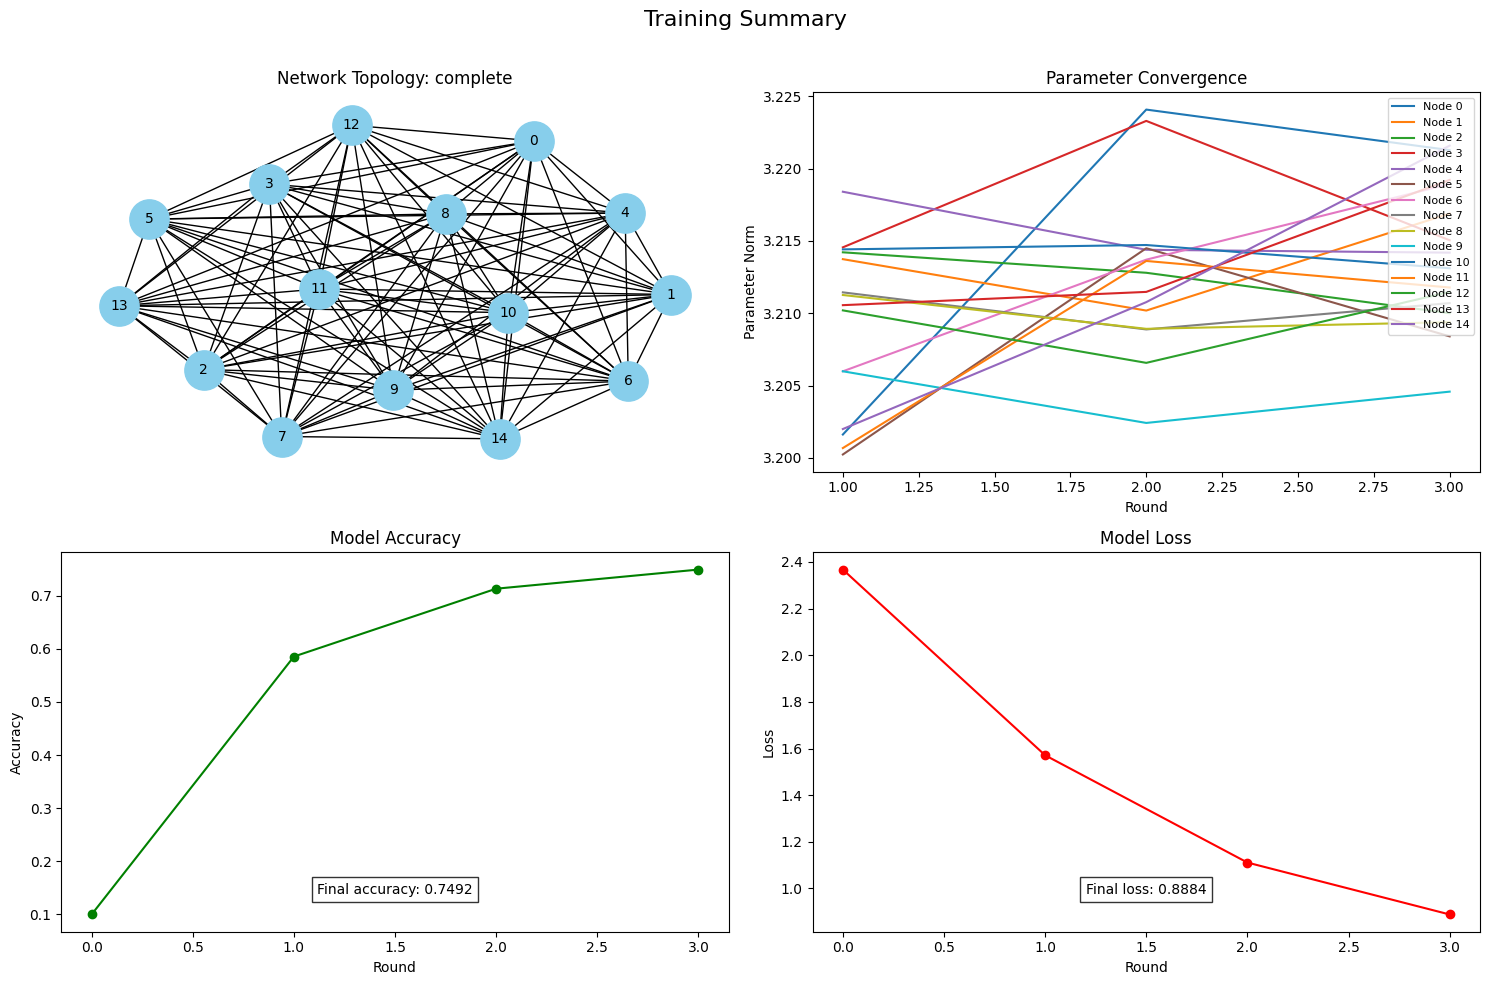 Training Summary
Network Topology: complete
12
0
3
4
5
8
11
1
13
10
2
6
9
7
14
Parameter Convergence
Parameter Norm
3.225
3.220
3.215
3.210
3.205
3.200
Node 0
Node 1
Node 2
Node 3
Node 4
Node 5
Node 6
Node 7
Node 8
Node 9
Node 10
Node 11
Node 12
Node 13
Node 14
1.00 1.25 1.50 1.75 2.00 2.25 2.50 2.75 3.00
Round
Model Accuracy
Accuracy
0.7
0.6
0.5
0.4
0.3
0.2
0.1
Final accuracy: 0.7492
0.0 0.5 1.0 1.5 2.0 2.5 3.0
Round
Model Loss
Loss
2.4
2.2
2.0
1.8
1.6
1.4
1.2
1.0
Final loss: 0.8884
0.0 0.5 1.0 1.5 2.0 2.5 3.0
Round